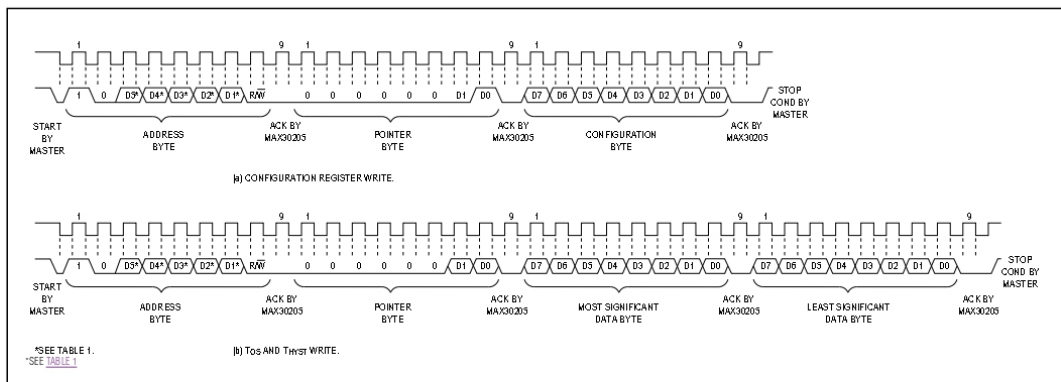 1 9 1 9 1 9
1 0 D5* D4* D3* D2* D1* R/W 0 0 0 0 0 0 D1 D0 D7 D6 D5 D4 D3 D2 D1 D0
START BY MASTER
ADDRESS BYTE
ACK BY MAX30205
POINTER BYTE
ACK BY MAX30205
CONFIGURATION BYTE
ACK BY MAX30205
STOP COND BY MASTER
(a) CONFIGURATION REGISTER WRITE.
1 9 1 9 1 9 1 9
1 0 D5* D4* D3* D2* D1* R/W 0 0 0 0 0 0 D1 D0 D7 D6 D5 D4 D3 D2 D1 D0 D7 D6 D5 D4 D3 D2 D1 D0
START BY MASTER
ADDRESS BYTE
ACK BY MAX30205
POINTER BYTE
ACK BY MAX30205
MOST SIGNIFICANT DATA BYTE
ACK BY MAX30205
LEAST SIGNIFICANT DATA BYTE
ACK BY MAX30205
STOP COND BY MASTER
*SEE TABLE 1.
(b) TOS AND THYST WRITE.
*SEE TABLE 1